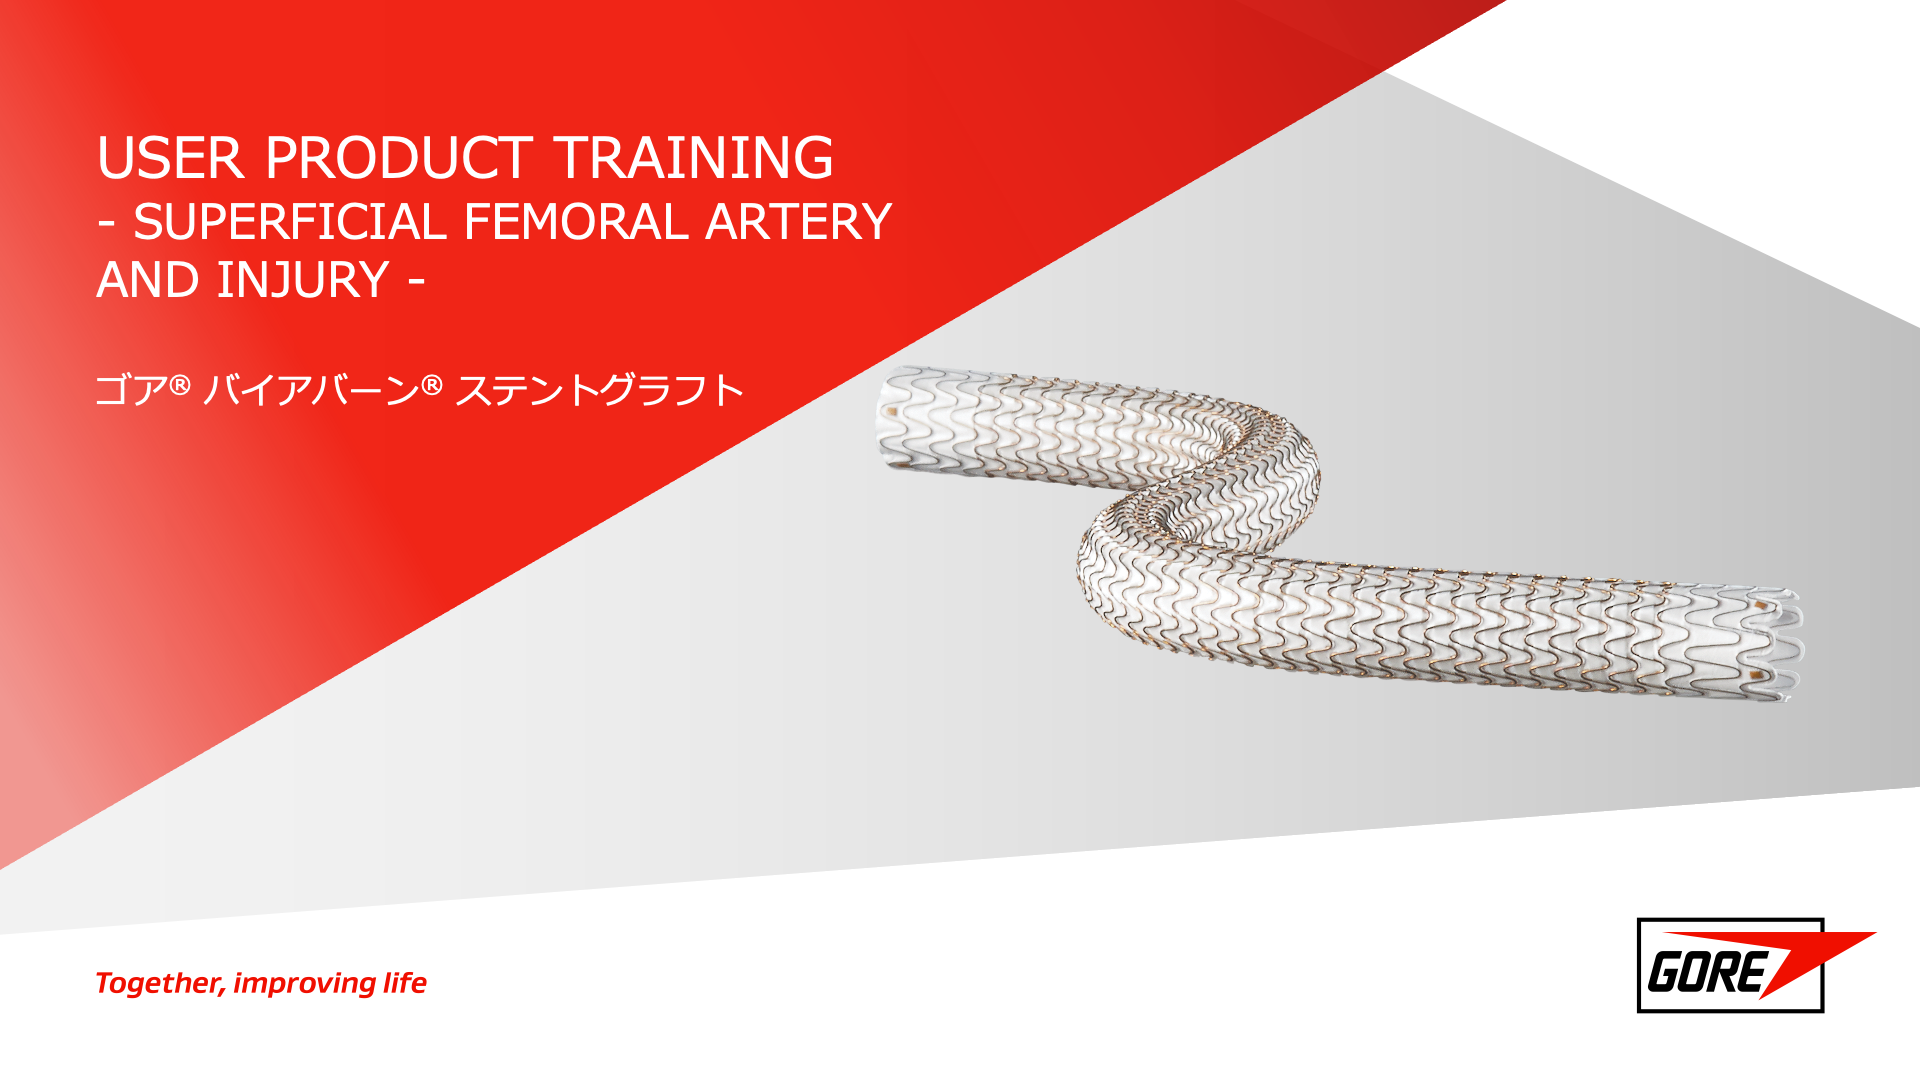 USER PRODUCT TRAINING
- SUPERFICIAL FEMORAL ARTERY
AND INJURY -
ゴア® バイアバーン® ステントグラフト
Together, improving life
GORE